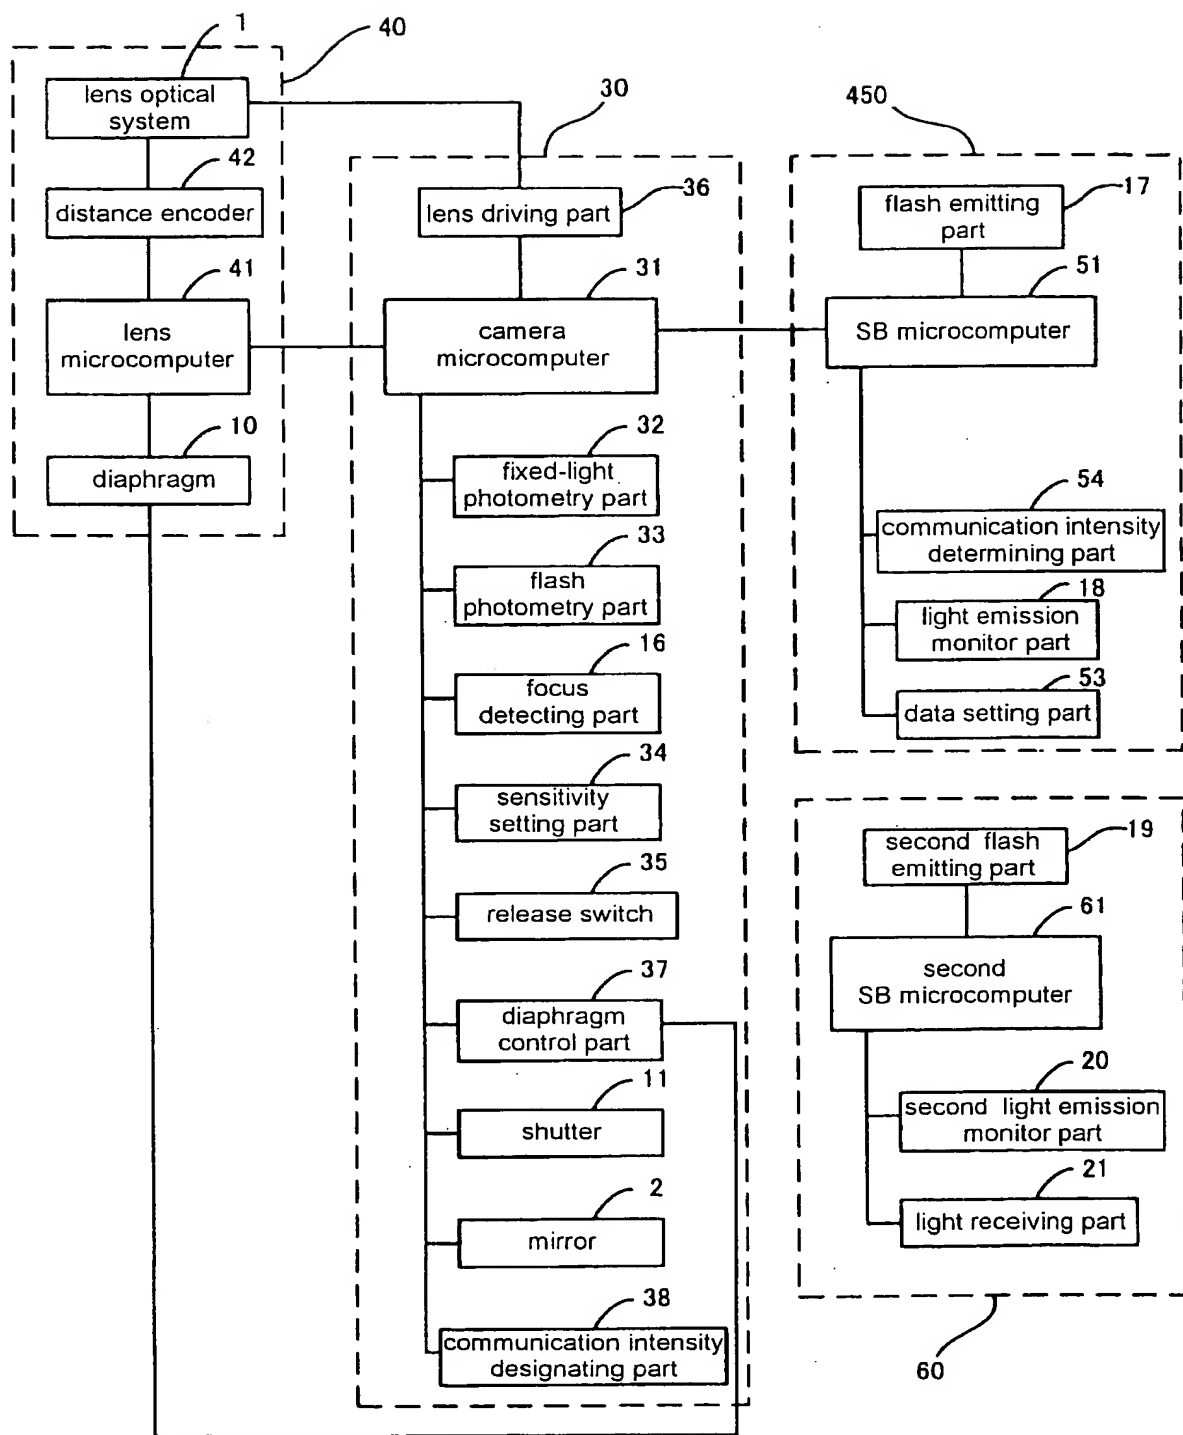 1
40
lens optical
system
42
distance encoder
41
lens
microcomputer
10
diaphragm
30
36
lens driving part
31
camera
microcomputer
32
fixed-light
photometry part
33
flash
photometry part
16
focus
detecting part
34
sensitivity
setting part
35
release switch
37
diaphragm
control part
11
shutter
2
mirror
38
communication intensity
designating part
450
17
flash emitting
part
51
SB microcomputer
54
communication intensity
determining part
18
light emission
monitor part
53
data setting part
19
second flash
emitting part
61
second
SB microcomputer
20
second light emission
monitor part
21
light receiving part
60